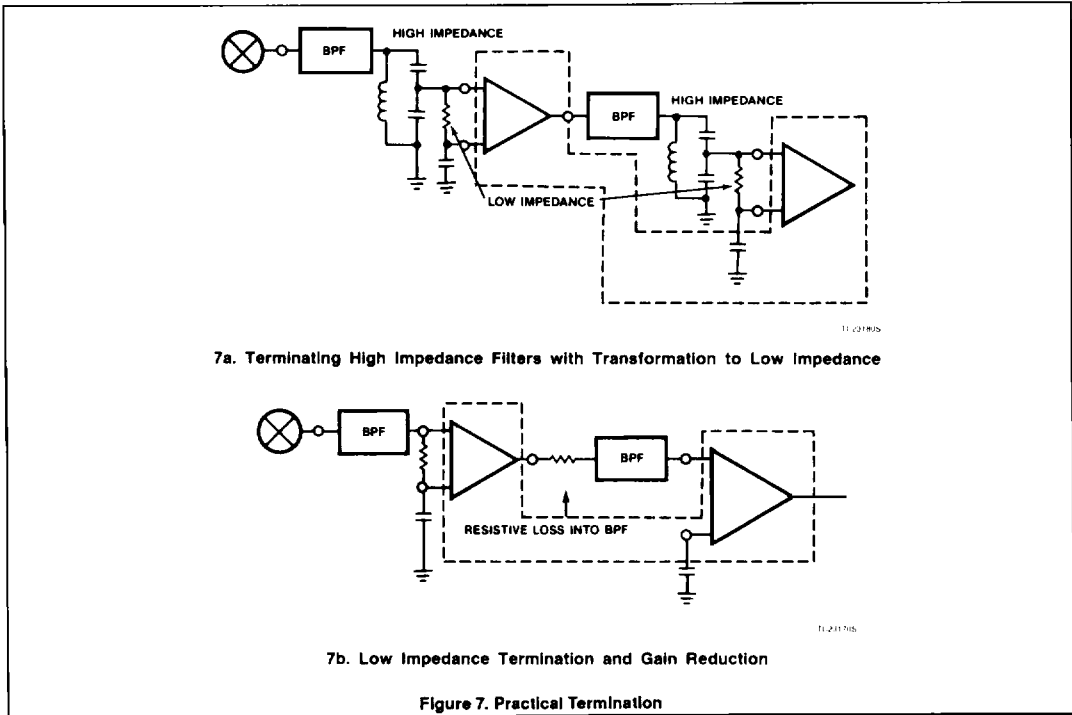 HIGH IMPEDANCE
BPF
BPF
HIGH IMPEDANCE
LOW IMPEDANCE
7a. Terminating High Impedance Filters with Transformation to Low Impedance
BPF
BPF
RESISTIVE LOSS INTO BPF
7b. Low Impedance Termination and Gain Reduction
Figure 7. Practical Termination